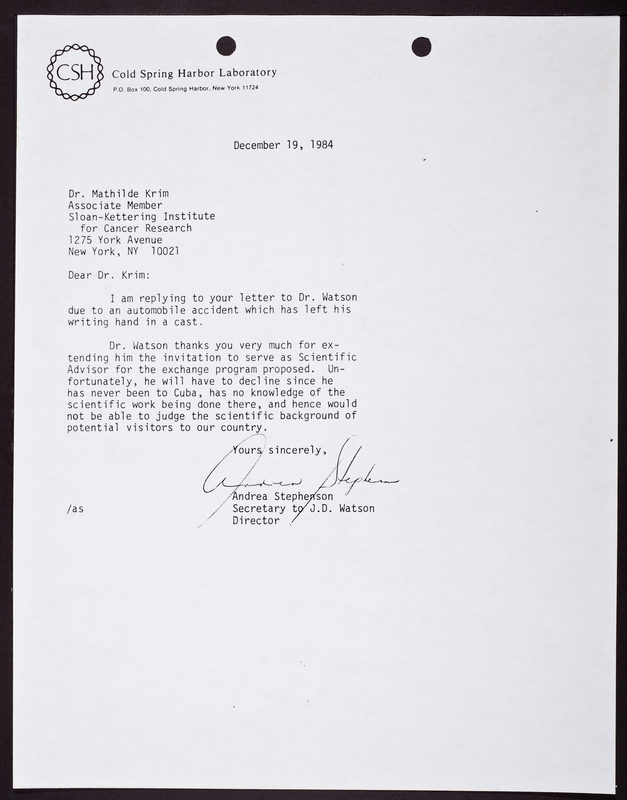 CSH
Cold Spring Harbor Laboratory
P.O. Box 100, Cold Spring Harbor, New York 11724
December 19, 1984
Dr. Mathilde Krim
Associate Member
Sloan-Kettering Institute
for Cancer Research
1275 York Avenue
New York, NY 10021
Dear Dr. Krim:
I am replying to your letter to Dr. Watson
due to an automobile accident which has left his
writing hand in a cast.
Dr. Watson thanks you very much for ex-
tending him the invitation to serve as Scientific
Advisor for the exchange program proposed. Un-
fortunately, he will have to decline since he
has never been to Cuba, has no knowledge of the
scientific work being done there, and hence would
not be able to judge the scientific background of
potential visitors to our country.
Yours sincerely,
Andrea Stephenson
Andrea Stephenson
/as Secretary to J.D. Watson
Director